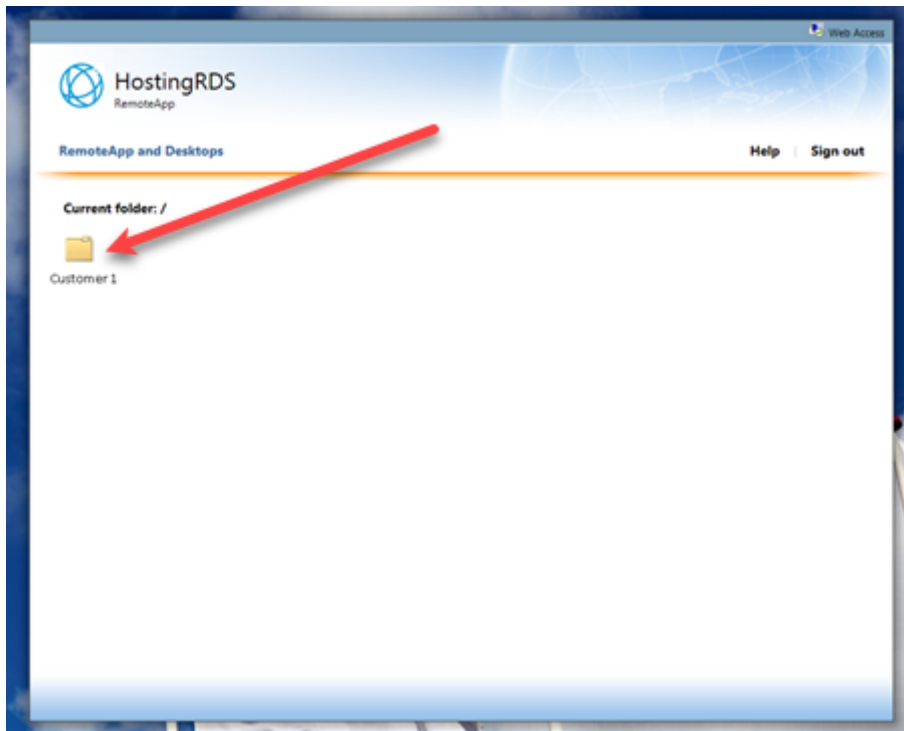 Web Access
HostingRDS
RemoteApp
RemoteApp and Desktops
Help | Sign out
Current folder: /
Customer 1